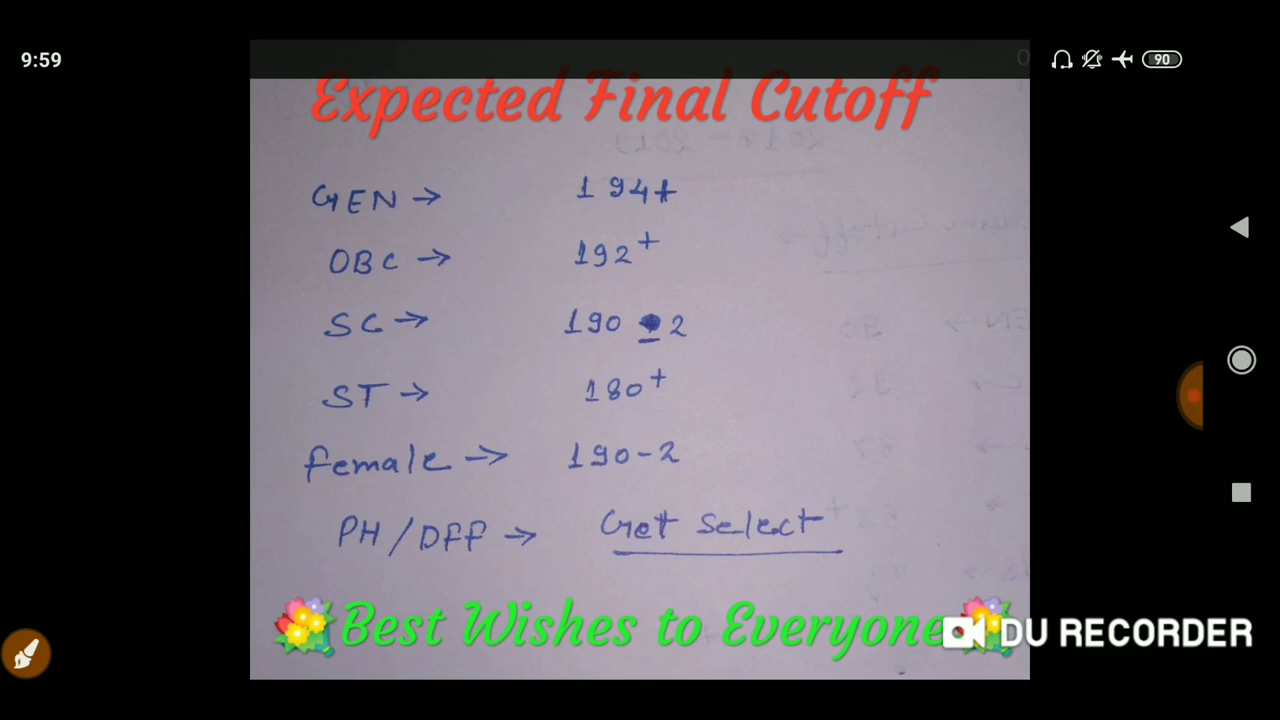 9:59
90
Expected Final Cutoff
GEN → 194+
OBC → 192+
SC → 190 - 2
ST → 180+
female → 190-2
PH/DFF → Get select
Best Wishes to Everyone
DU RECORDER